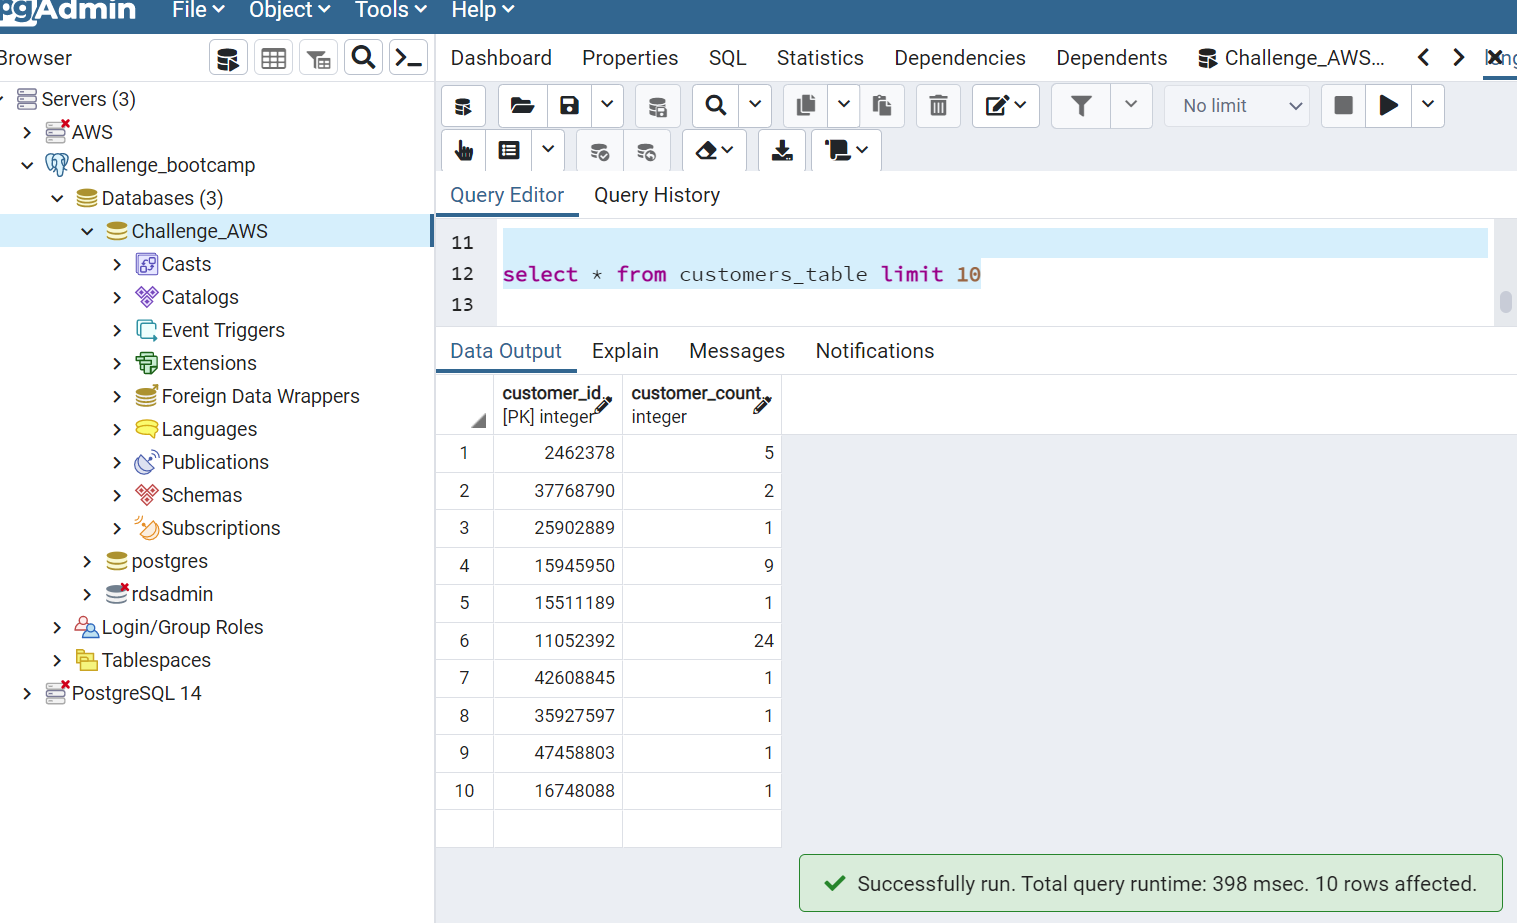 pgAdmin File Object Tools Help
Browser
Servers (3)
AWS
Challenge_bootcamp
Databases (3)
Challenge_AWS
Casts
Catalogs
Event Triggers
Extensions
Foreign Data Wrappers
Languages
Publications
Schemas
Subscriptions
postgres
rdsadmin
Login/Group Roles
Tablespaces
PostgreSQL 14
Dashboard Properties SQL Statistics Dependencies Dependents Challenge_AWS...
No limit
Query Editor Query History
11
12 select * from customers_table limit 10
13
Data Output Explain Messages Notifications
customer_id customer_count
[PK] integer integer
1 2462378 5
2 37768790 2
3 25902889 1
4 15945950 9
5 15511189 1
6 11052392 24
7 42608845 1
8 35927597 1
9 47458803 1
10 16748088 1
Successfully run. Total query runtime: 398 msec. 10 rows affected.